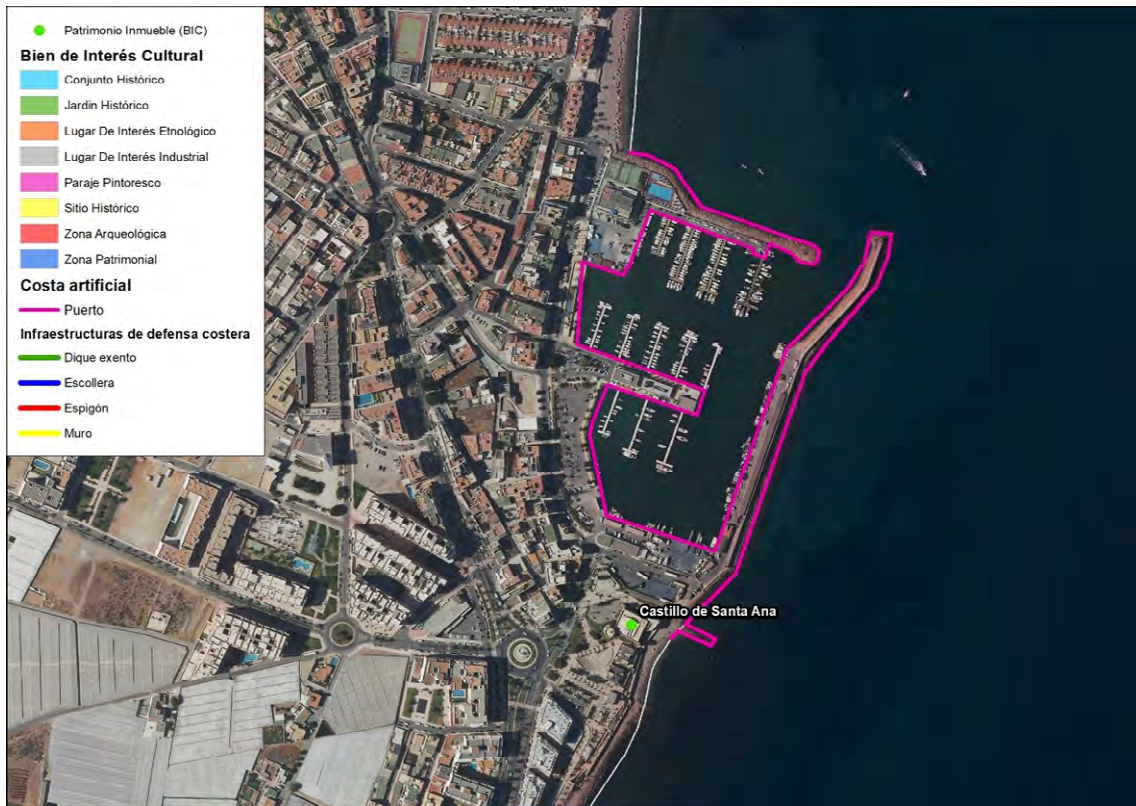 Patrimonio Inmueble (BIC)
Bien de Interés Cultural
Conjunto Histórico
Jardin Histórico
Lugar De Interés Etnológico
Lugar De Interés Industrial
Paraje Pintoresco
Sitio Histórico
Zona Arqueológica
Zona Patrimonial
Costa artificial
Puerto
Infraestructuras de defensa costera
Dique exento
Escollera
Espigón
Muro
Castillo de Santa Ana